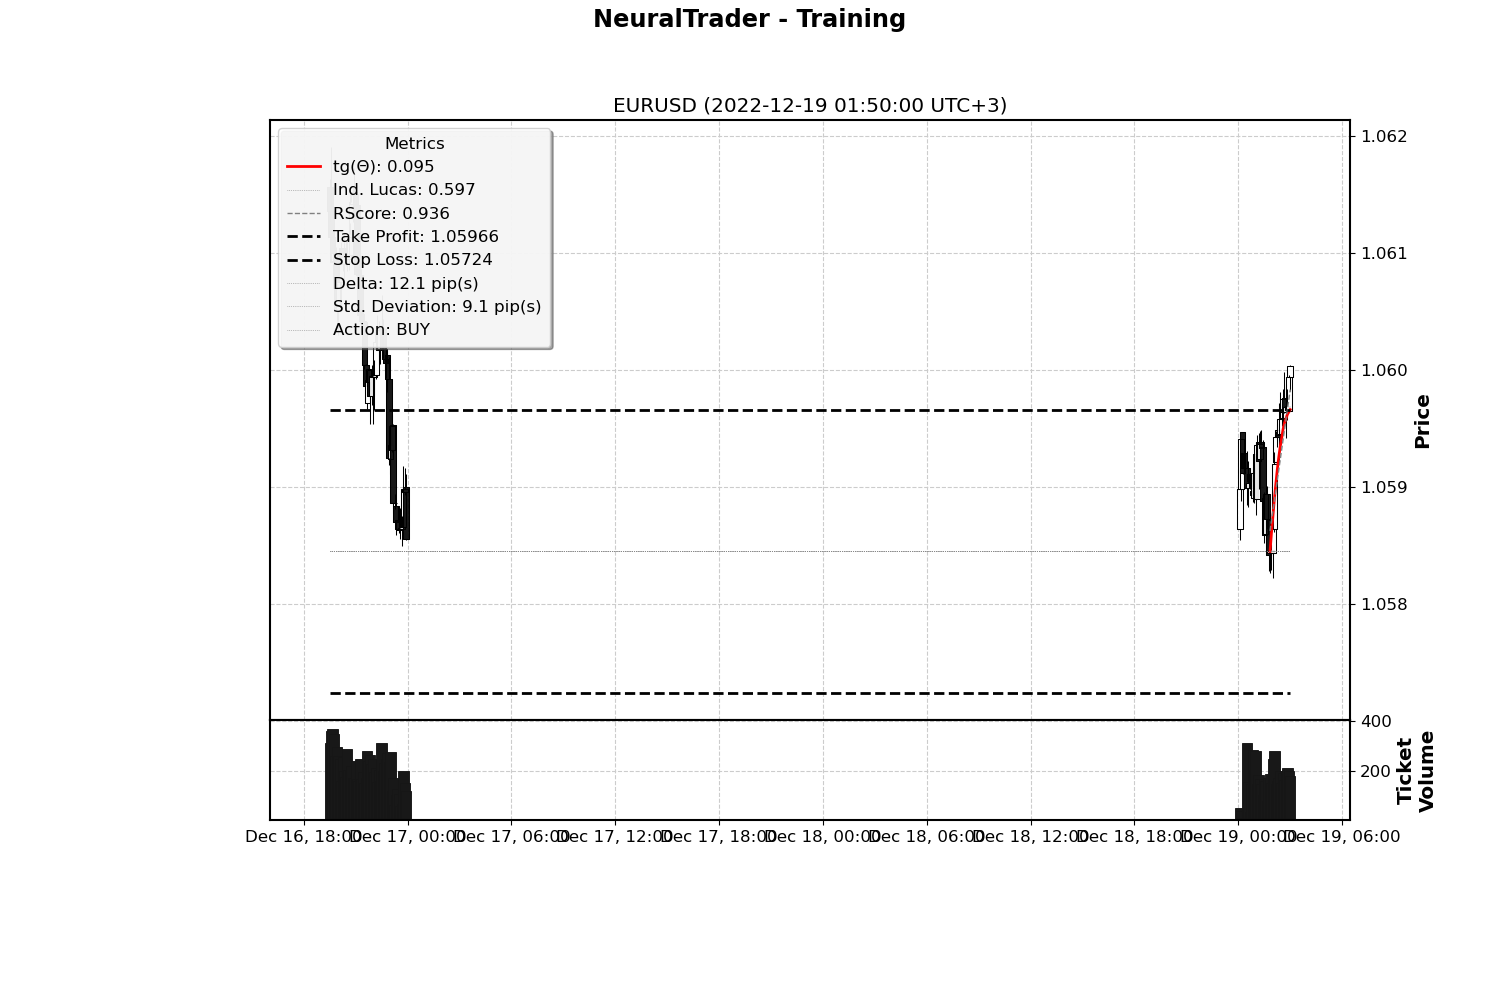 NeuralTrader - Training
EURUSD (2022-12-19 01:50:00 UTC+3)
Metrics
tg(Θ): 0.095
Ind. Lucas: 0.597
RScore: 0.936
Take Profit: 1.05966
Stop Loss: 1.05724
Delta: 12.1 pip(s)
Std. Deviation: 9.1 pip(s)
Action: BUY
1.062
1.061
1.060
1.059
1.058
Price
400
200
Ticket
Volume
Dec 16, 18:00
Dec 17, 00:00
Dec 17, 06:00
Dec 17, 12:00
Dec 17, 18:00
Dec 18, 00:00
Dec 18, 06:00
Dec 18, 12:00
Dec 18, 18:00
Dec 19, 00:00
Dec 19, 06:00